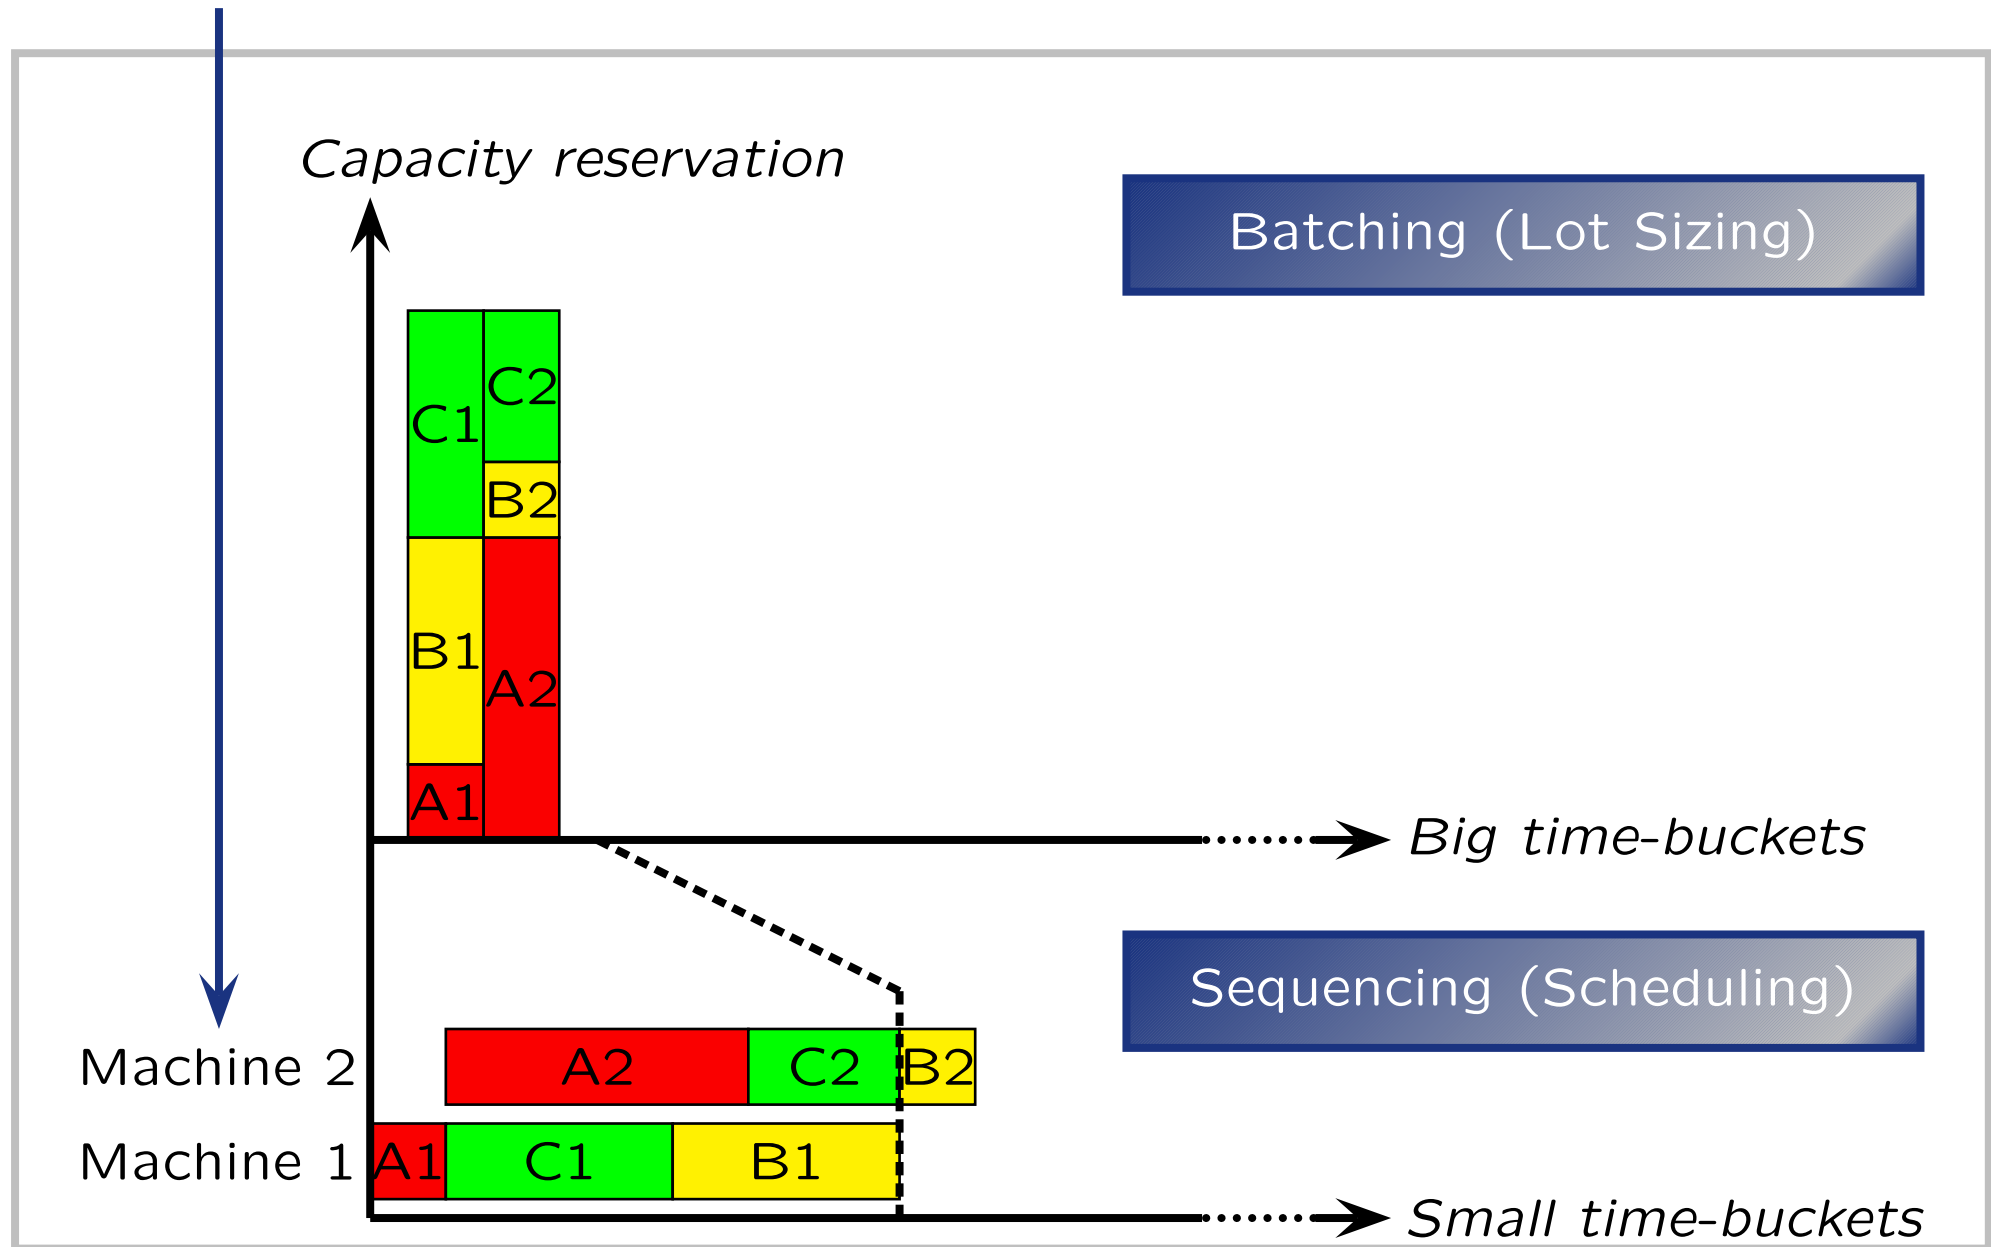 Capacity reservation
Batching (Lot Sizing)
C1
C2
B2
B1
A2
A1
Big time-buckets
Sequencing (Scheduling)
Machine 2
A2
C2
B2
Machine 1
A1
C1
B1
Small time-buckets